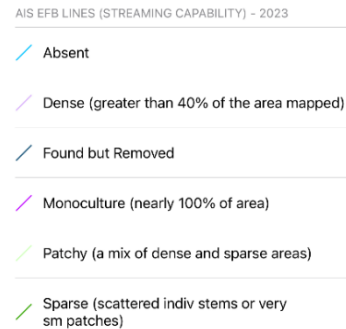 AIS EFB LINES (STREAMING CAPABILITY) - 2023
Absent
Dense (greater than 40% of the area mapped)
Found but Removed
Monoculture (nearly 100% of area)
Patchy (a mix of dense and sparse areas)
Sparse (scattered indiv stems or very
sm patches)